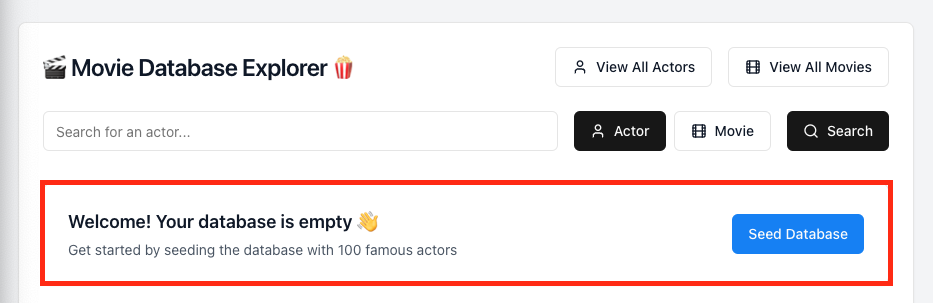 🎬 Movie Database Explorer 🍿
View All Actors
View All Movies
Search for an actor...
Actor
Movie
Search
Welcome! Your database is empty 👋
Get started by seeding the database with 100 famous actors
Seed Database